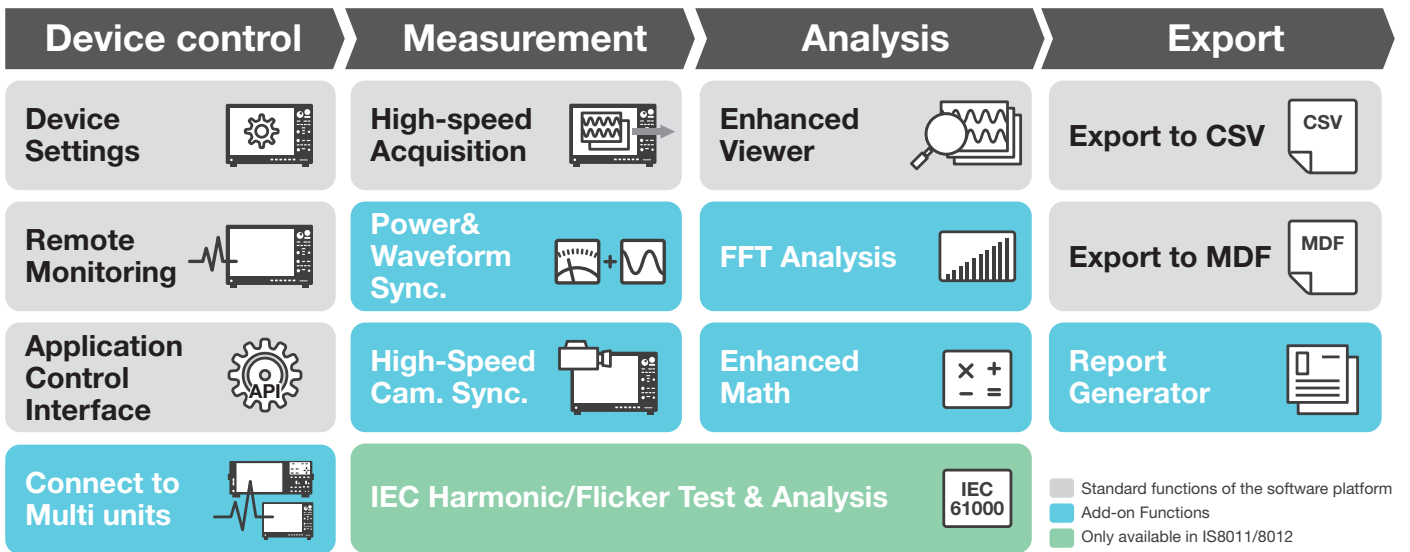 Device control
Measurement
Analysis
Export
Device
Settings
High-speed
Acquisition
Enhanced
Viewer
Export to CSV
CSV
Remote
Monitoring
Power&
Waveform
Sync.
FFT Analysis
Export to MDF
MDF
Application
Control
Interface
API
High-Speed
Cam. Sync.
Enhanced
Math
Report
Generator
Connect to
Multi units
IEC Harmonic/Flicker Test & Analysis
IEC
61000
Standard functions of the software platform
Add-on Functions
Only available in IS8011/8012